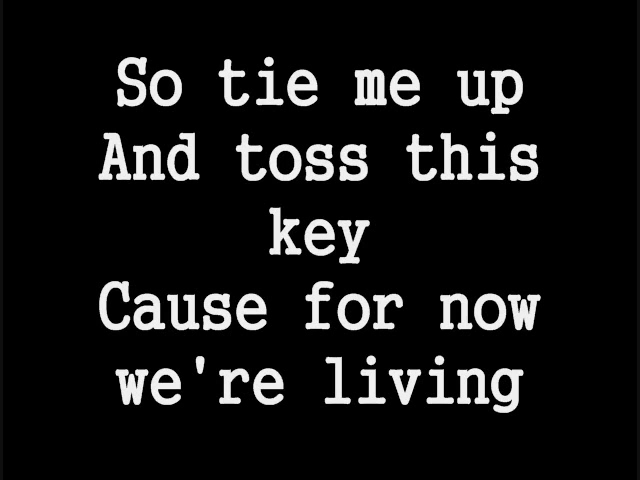 So tie me up
And toss this
key
Cause for now
we're living